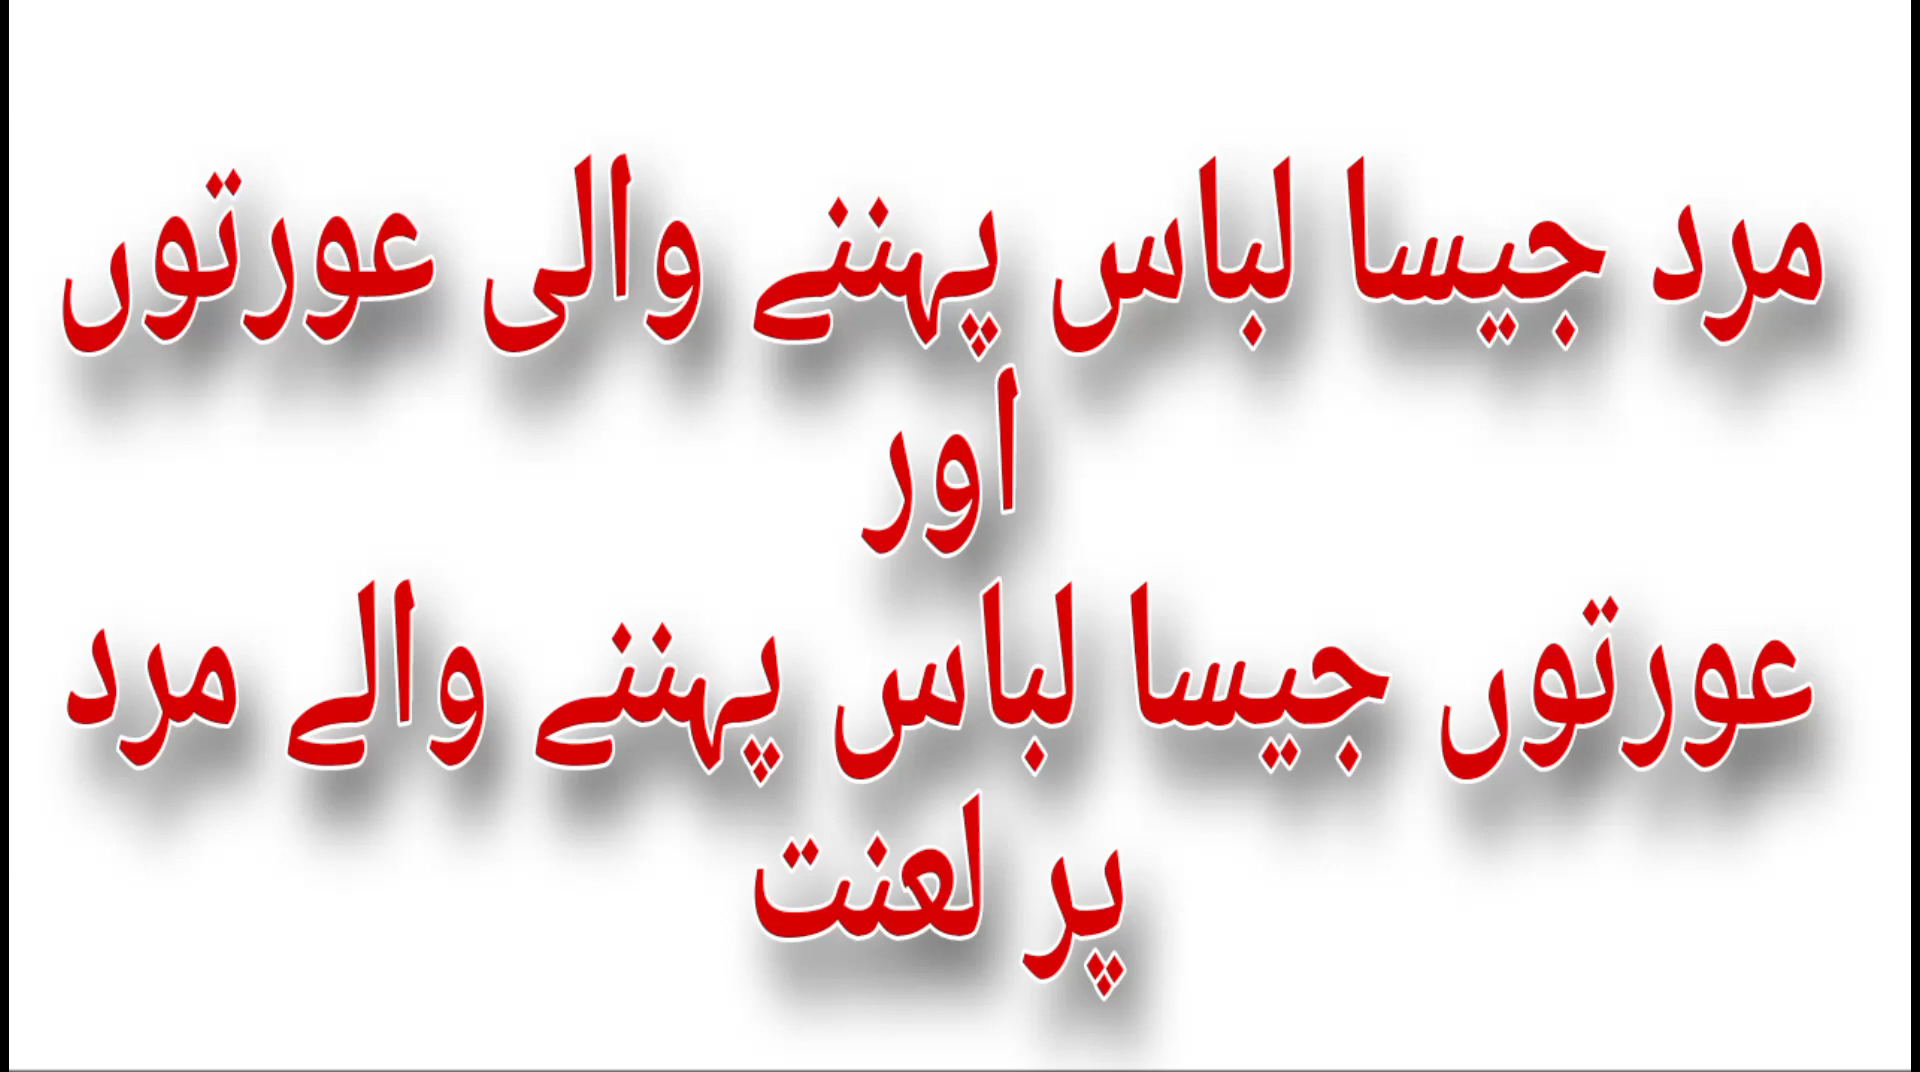 مرد جیسا لباس پہننے والی عورتوں
اور
عورتوں جیسا لباس پہننے والے مرد
پر لعنت